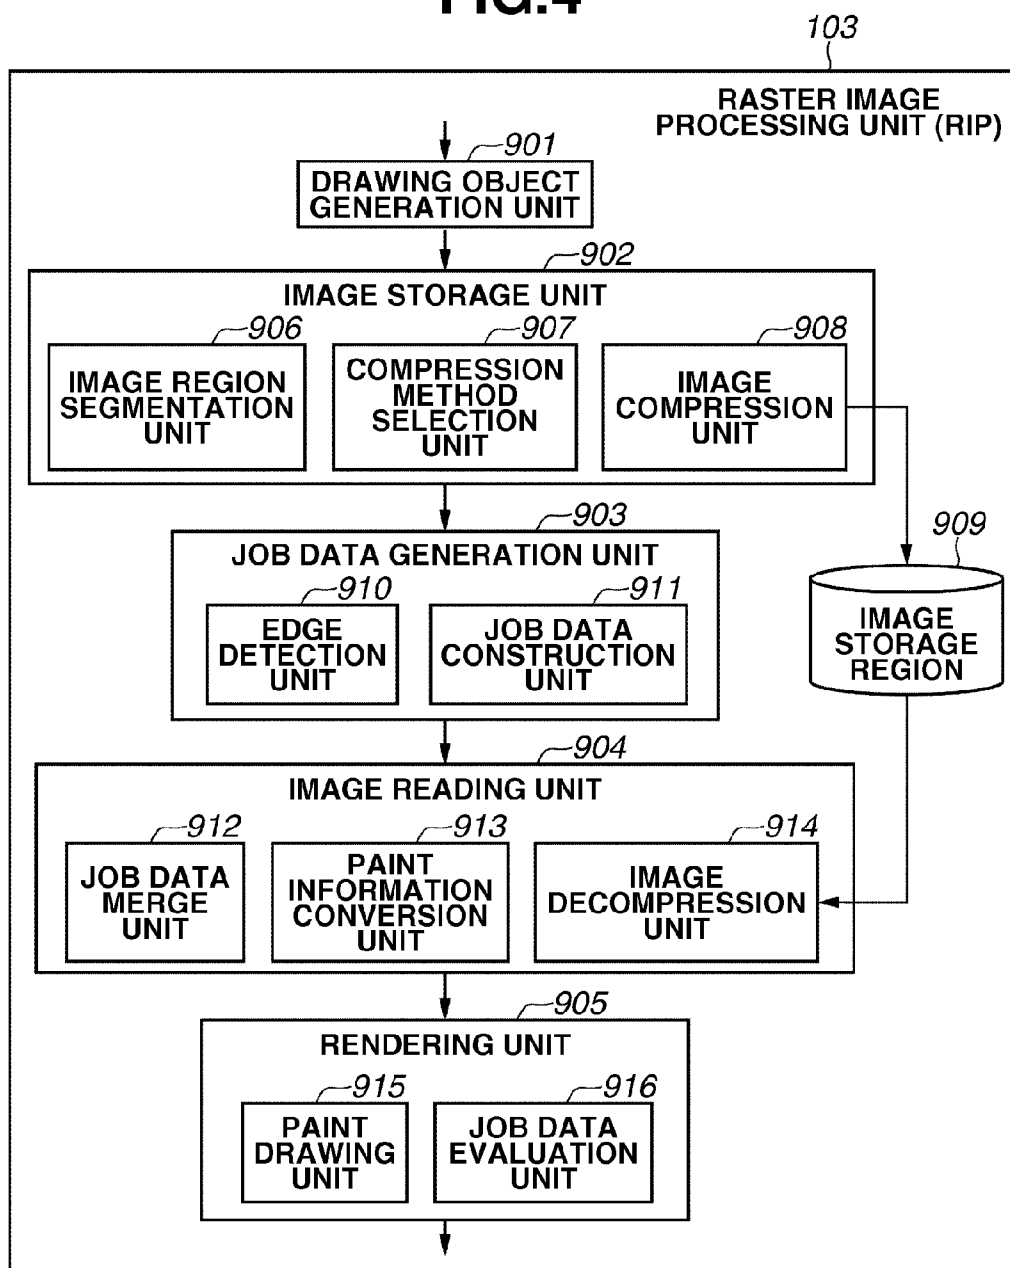 FIG.4
103
RASTER IMAGE
PROCESSING UNIT (RIP)
901
DRAWING OBJECT
GENERATION UNIT
902
IMAGE STORAGE UNIT
906
IMAGE REGION
SEGMENTATION
UNIT
907
COMPRESSION
METHOD
SELECTION
UNIT
908
IMAGE
COMPRESSION
UNIT
903
JOB DATA GENERATION UNIT
910
EDGE
DETECTION
UNIT
911
JOB DATA
CONSTRUCTION
UNIT
909
IMAGE
STORAGE
REGION
904
IMAGE READING UNIT
912
JOB DATA
MERGE
UNIT
913
PAINT
INFORMATION
CONVERSION
UNIT
914
IMAGE
DECOMPRESSION
UNIT
905
RENDERING UNIT
915
PAINT
DRAWING
UNIT
916
JOB DATA
EVALUATION
UNIT